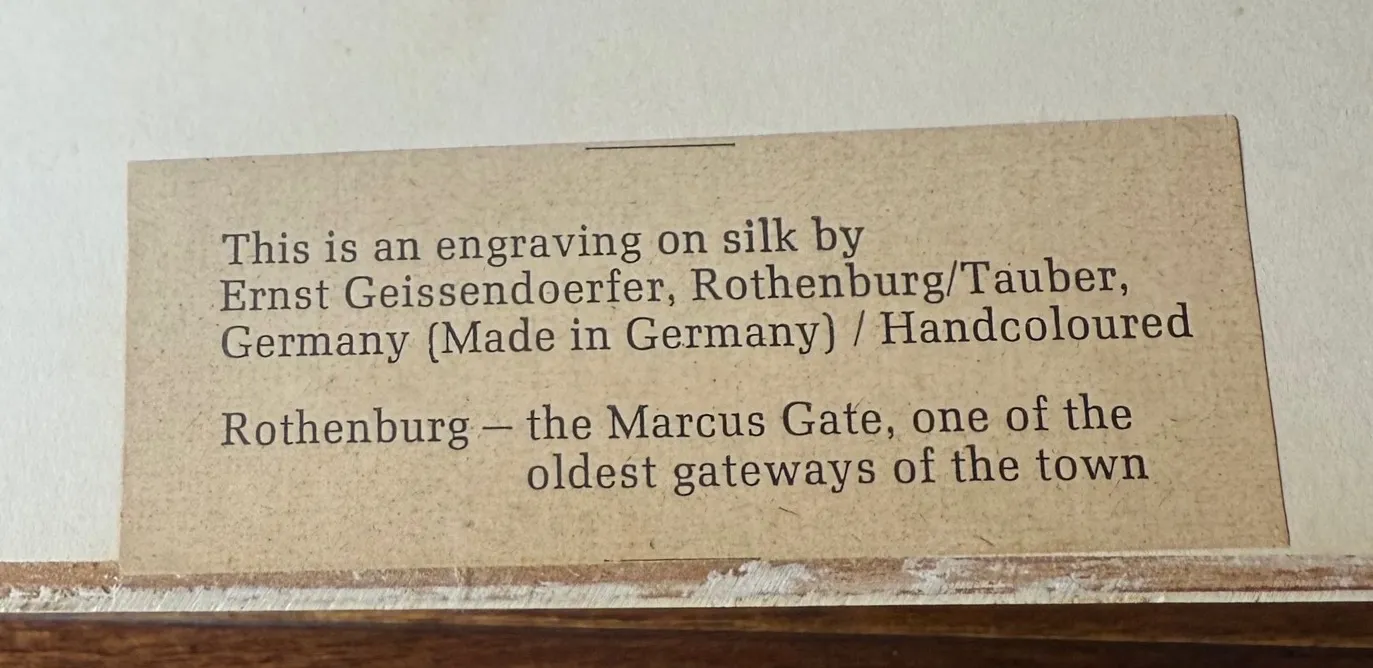 This is an engraving on silk by
Ernst Geissendoerfer, Rothenburg/Tauber,
Germany (Made in Germany) / Handcoloured
Rothenburg – the Marcus Gate, one of the
oldest gateways of the town